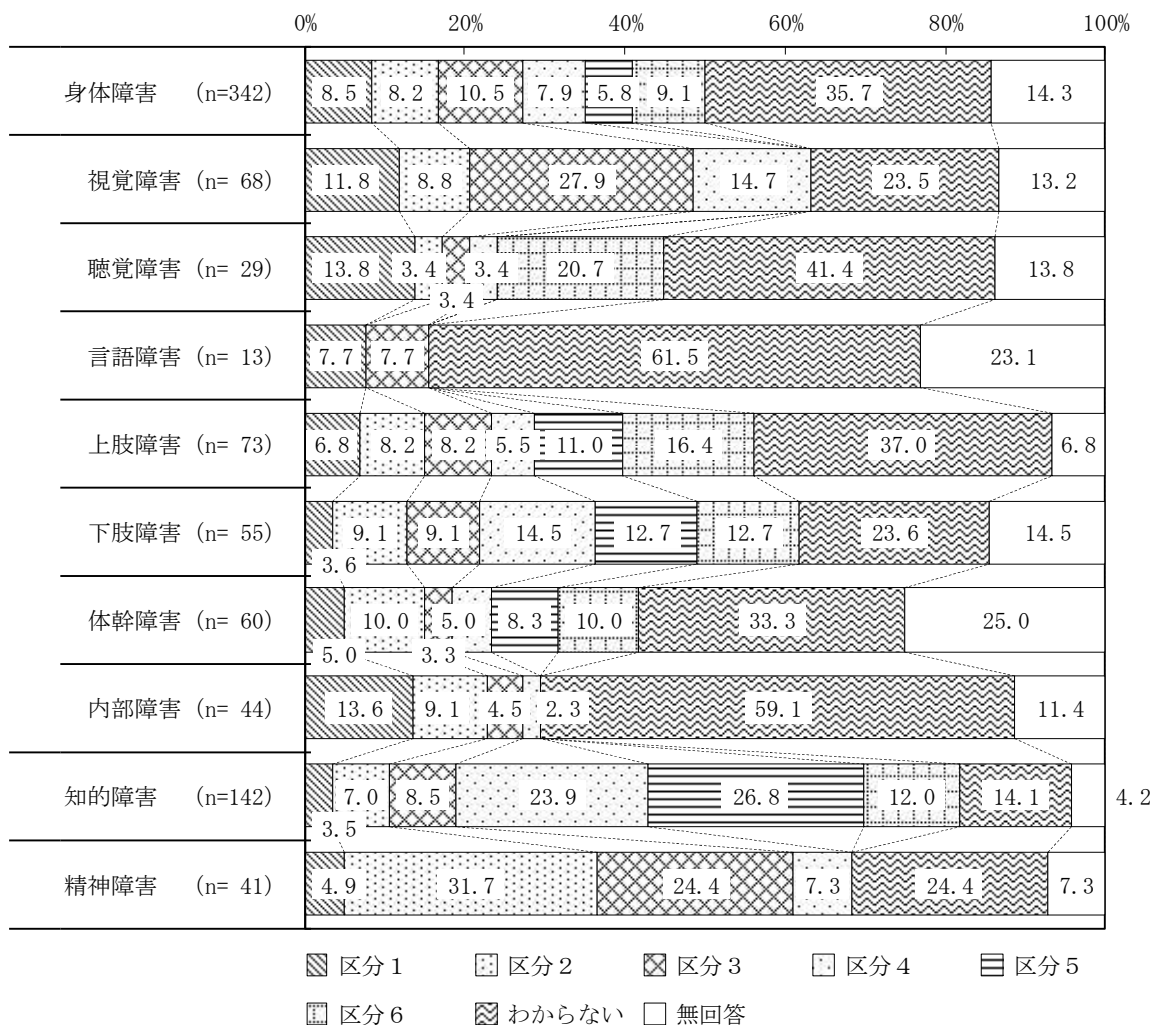 0% 20% 40% 60% 80% 100%
身体障害 (n=342) 8.5 8.2 10.5 7.9 5.8 9.1 35.7 14.3
視覚障害 (n= 68) 11.8 8.8 27.9 14.7 23.5 13.2
聴覚障害 (n= 29) 13.8 3.4 3.4 20.7 41.4 13.8
3.4
言語障害 (n= 13) 7.7 7.7 61.5 23.1
上肢障害 (n= 73) 6.8 8.2 8.2 5.5 11.0 16.4 37.0 6.8
下肢障害 (n= 55) 9.1 9.1 14.5 12.7 12.7 23.6 14.5
3.6
体幹障害 (n= 60) 10.0 5.0 8.3 10.0 33.3 25.0
5.0 3.3
内部障害 (n= 44) 13.6 9.1 4.5 2.3 59.1 11.4
知的障害 (n=142) 7.0 8.5 23.9 26.8 12.0 14.1 4.2
3.5
精神障害 (n= 41) 4.9 31.7 24.4 7.3 24.4 7.3
区分1 区分2 区分3 区分4 区分5
区分6 わからない 無回答